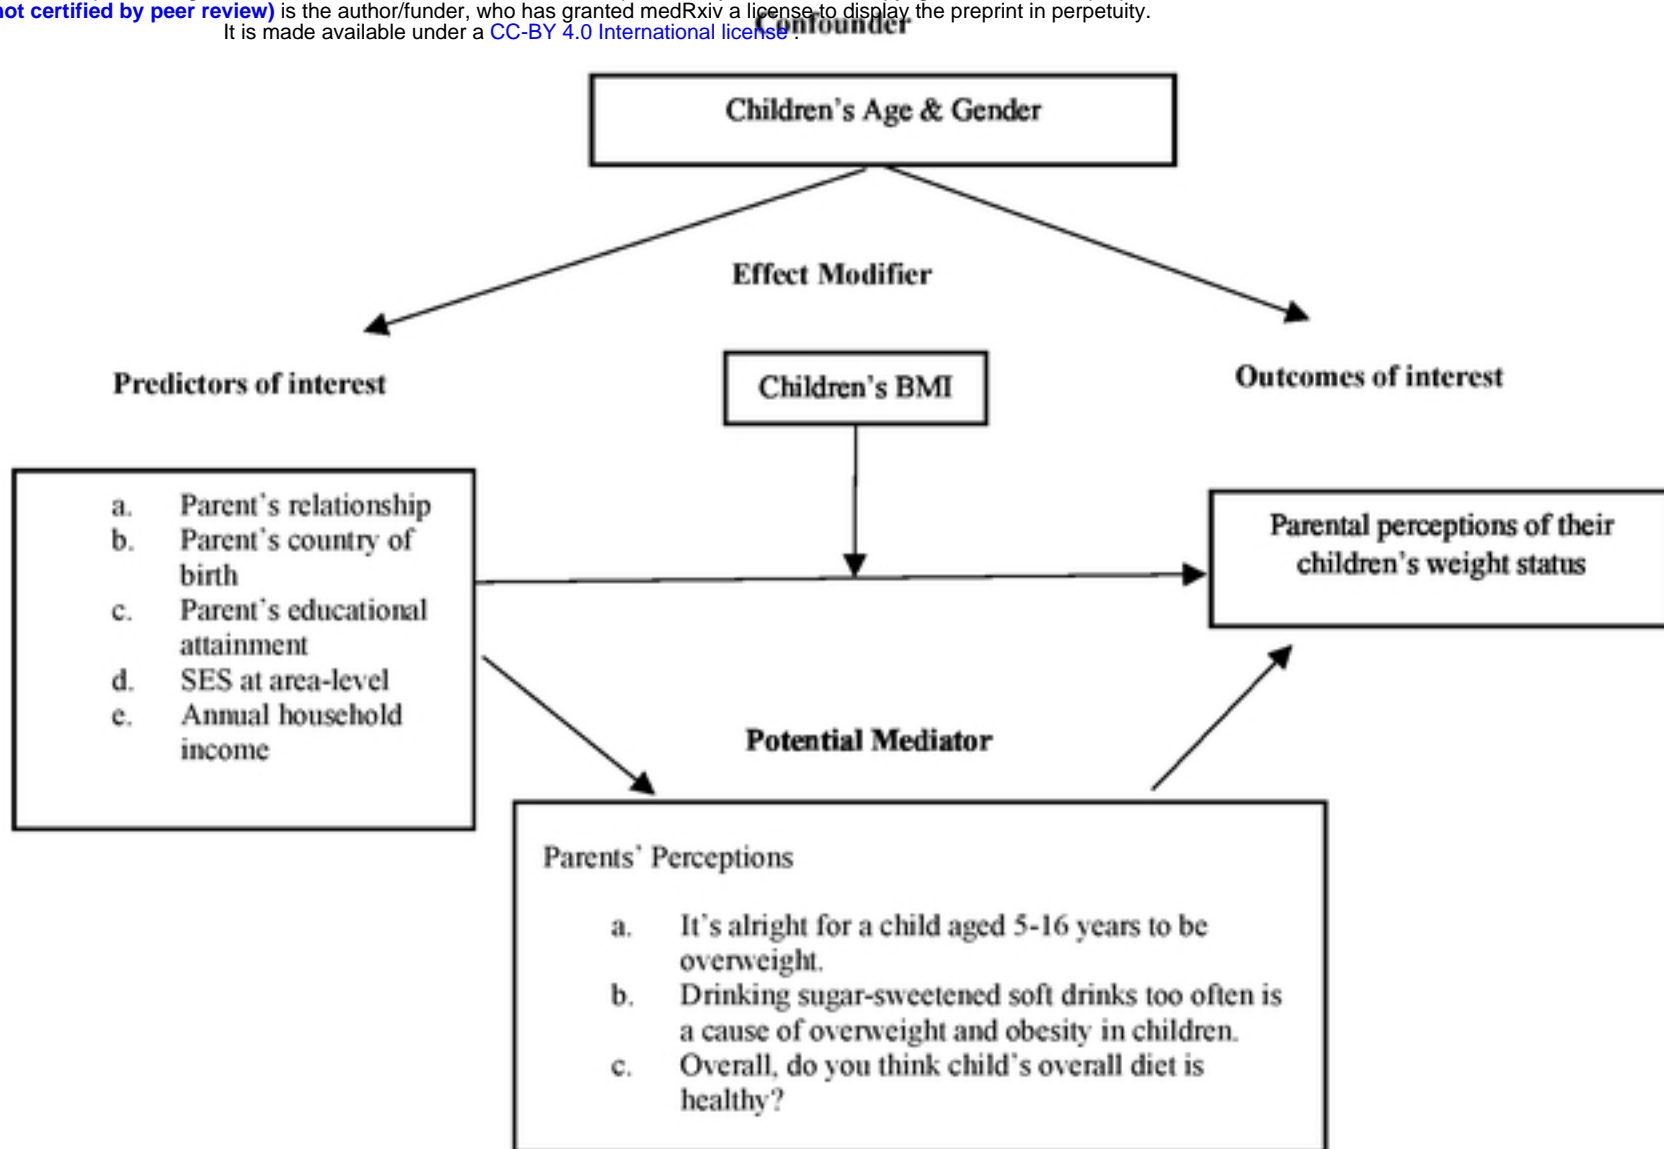 not certified by peer review) is the author/funder, who has granted medRxiv a license to display the preprint in perpetuity.
It is made available under a CC-BY 4.0 International license .
Confounder
Children's Age & Gender
Effect Modifier
Predictors of interest
Children's BMI
Outcomes of interest
a. Parent's relationship
b. Parent's country of
birth
c. Parent's educational
attainment
d. SES at area-level
e. Annual household
income
Parental perceptions of their
children's weight status
Potential Mediator
Parents' Perceptions
a. It's alright for a child aged 5-16 years to be
overweight.
b. Drinking sugar-sweetened soft drinks too often is
a cause of overweight and obesity in children.
c. Overall, do you think child's overall diet is
healthy?